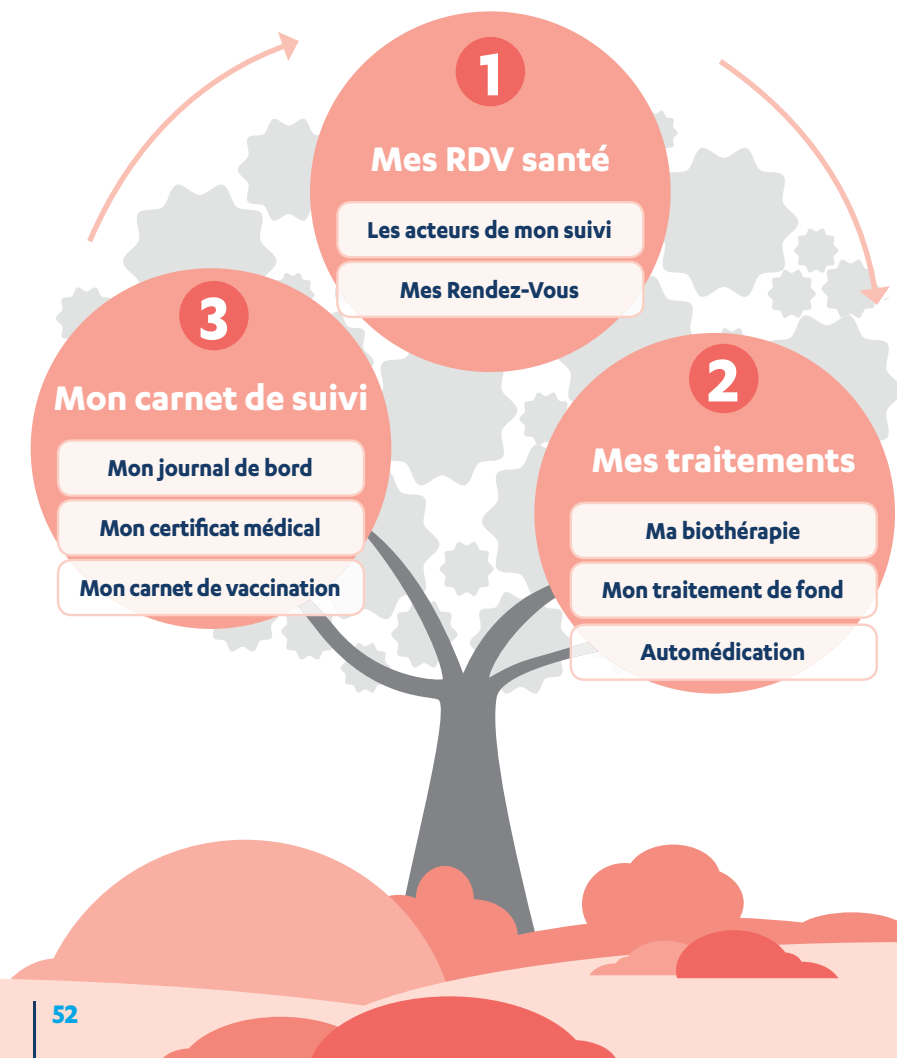 1
Mes RDV santé
Les acteurs de mon suivi
Mes Rendez-Vous
2
Mes traitements
Ma biothérapie
Mon traitement de fond
Automédication
3
Mon carnet de suivi
Mon journal de bord
Mon certificat médical
Mon carnet de vaccination
52